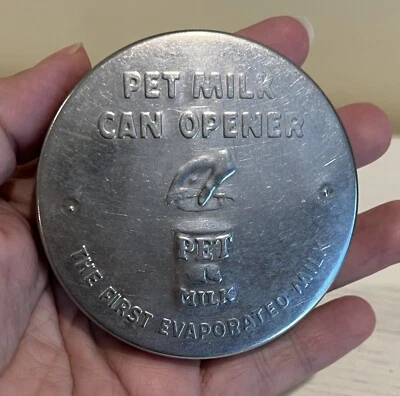 PET MILK
CAN OPENER
PET
MILK
THE FIRST EVAPORATED MILK